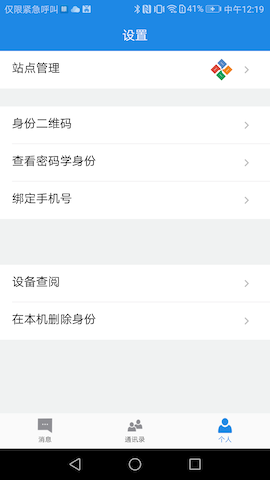 仅限紧急呼叫 41% 中午12:19
设置
站点管理
身份二维码
查看密码学身份
绑定手机号
设备查阅
在本机删除身份
消息 通讯录 个人